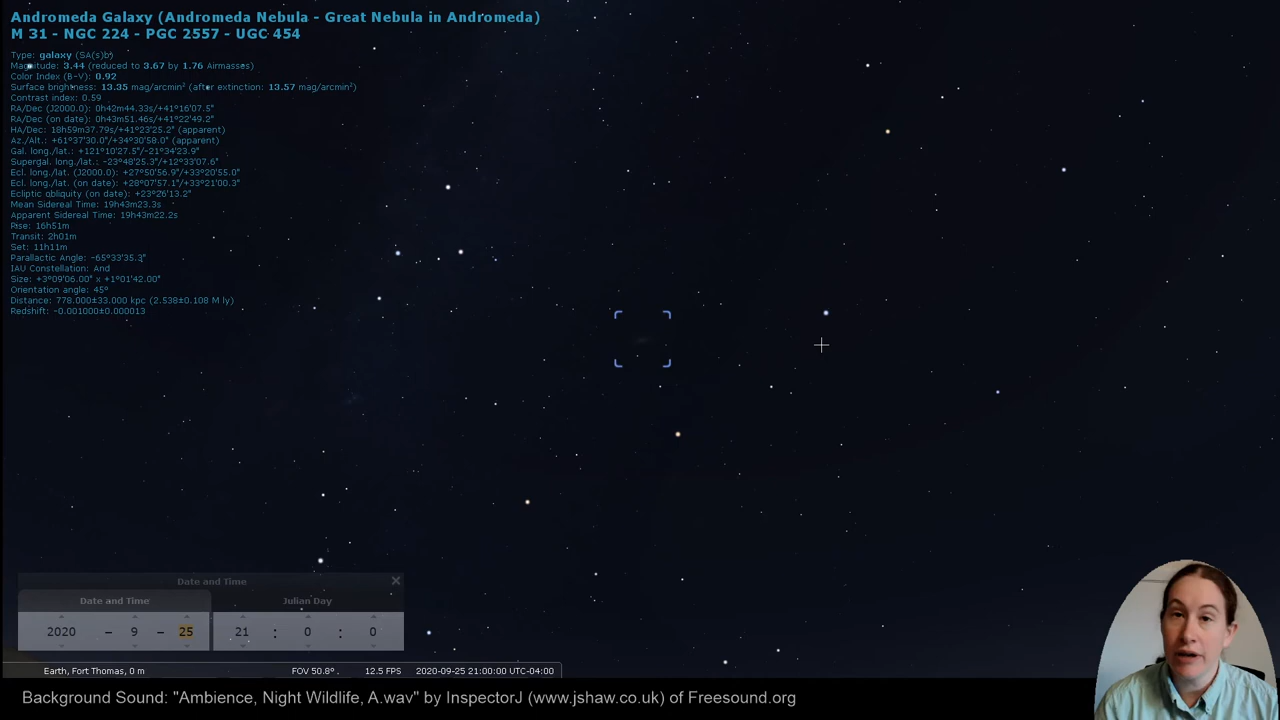 Andromeda Galaxy (Andromeda Nebula - Great Nebula in Andromeda)
M 31 - NGC 224 - PGC 2557 - UGC 454
Type: galaxy (SA(s)b)
Magnitude: 3.44 (reduced to 3.67 by 1.76 Airmasses)
Color Index (B-V): 0.92
Surface brightness: 13.35 mag/arcmin² (after extinction: 13.57 mag/arcmin²)
Contrast index: 0.59
RA/Dec (J2000.0): 0h42m44.33s/+41°16'07.5"
RA/Dec (on date): 0h43m51.46s/+41°22'49.2"
HA/Dec: 18h59m37.79s/+41°23'25.2" (apparent)
Az./Alt.: +61°37'30.0"/+34°30'58.0" (apparent)
Gal. long./lat.: +121°10'27.5"/-21°34'23.9"
Supergal. long./lat.: -23°48'25.3"/+12°33'07.6"
Ecl. long./lat. (J2000.0): +27°50'56.9"/+33°20'55.0"
Ecl. long./lat. (on date): +28°07'57.1"/+33°21'00.3"
Ecliptic obliquity (on date): +23°26'13.2"
Mean Sidereal Time: 19h43m23.3s
Apparent Sidereal Time: 19h43m22.2s
Rise: 16h51m
Transit: 2h01m
Set: 11h11m
Parallactic Angle: -65°33'35.3"
IAU Constellation: And
Size: +3°09'06.00" x +1°01'42.00"
Orientation angle: 45°
Distance: 778.000±33.000 kpc (2.538±0.108 M ly)
Redshift: -0.001000±0.000013
Date and Time
Date and Time Julian Day
2020 - 9 - 25 21 : 0 : 0
Earth, Fort Thomas, 0 m FOV 50.8° 12.5 FPS 2020-09-25 21:00:00 UTC-04:00
Background Sound: "Ambience, Night Wildlife, A.wav" by InspectorJ (www.jshaw.co.uk) of Freesound.org